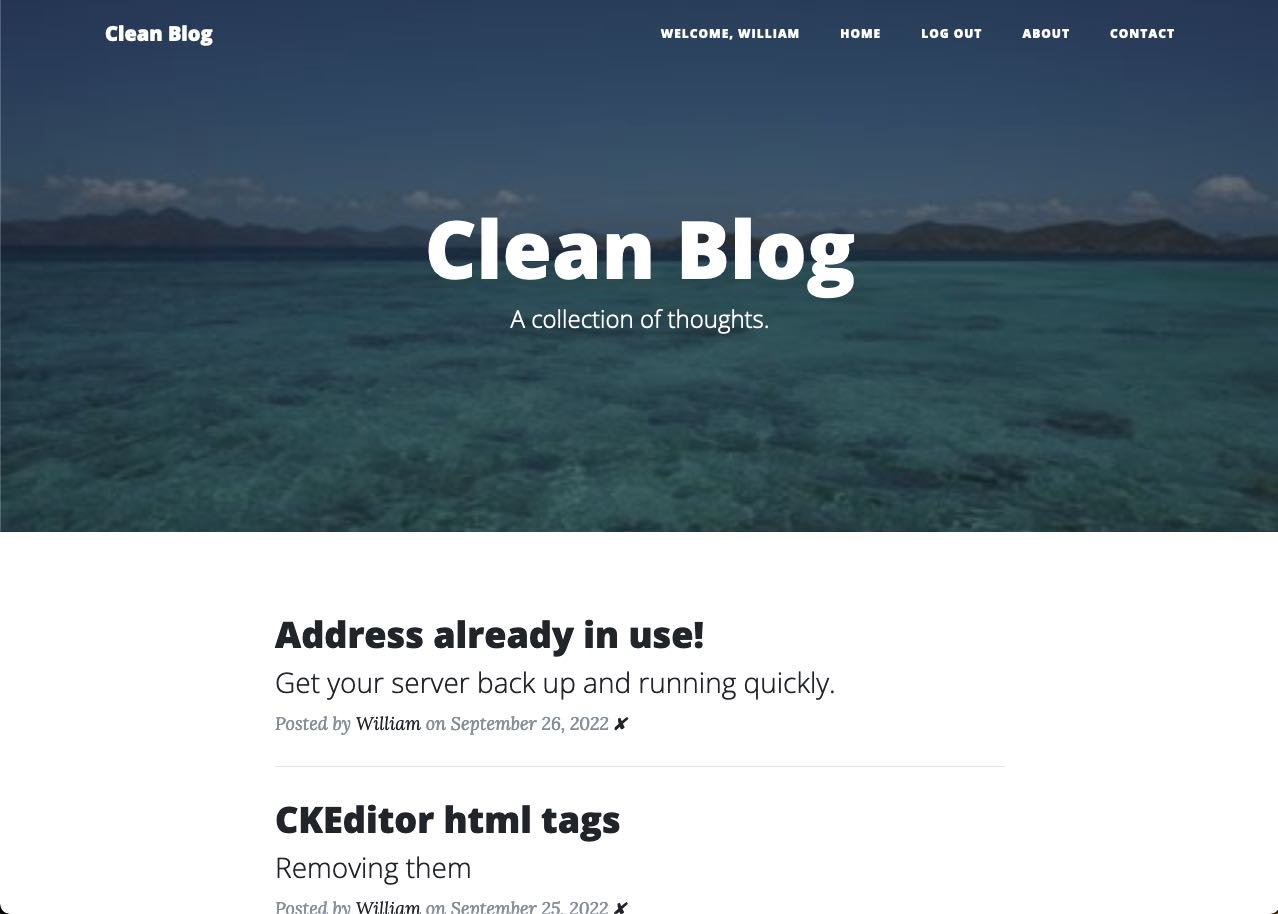 Clean Blog
WELCOME, WILLIAM HOME LOG OUT ABOUT CONTACT
Clean Blog
A collection of thoughts.
Address already in use!
Get your server back up and running quickly.
Posted by William on September 26, 2022 ✘
CKEditor html tags
Removing them
Posted by William on September 25, 2022 ✘